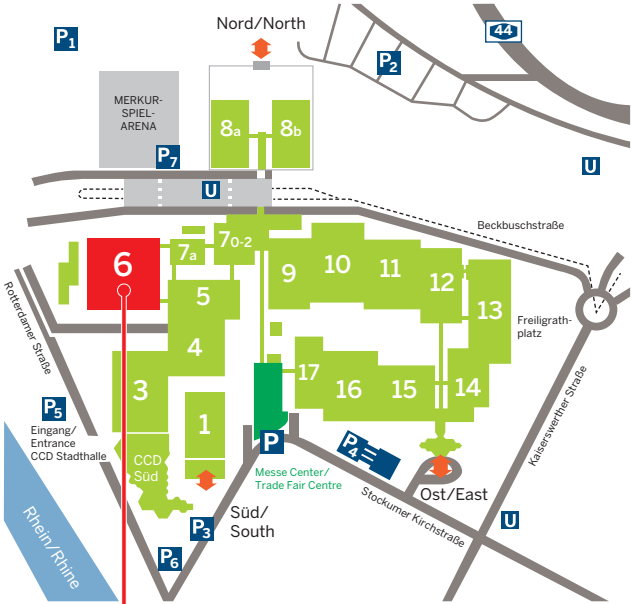 Nord/North
44
P1
P2
MERKUR-
SPIEL-
ARENA
8a
8b
P7
U
U
Beckbuschstraße
6
7a
70-2
9
10
11
12
13
5
4
Freiligrath-
platz
Rotterdamer Straße
3
1
17
16
15
14
Kaiserswerther Straße
P5
Eingang/
Entrance
CCD Stadthalle
CCD
Süd
P
P4
Messe Center/
Trade Fair Centre
Ost/East
Stockumer Kirchstraße
Süd/
South
P3
U
Rhein/Rhine
P6